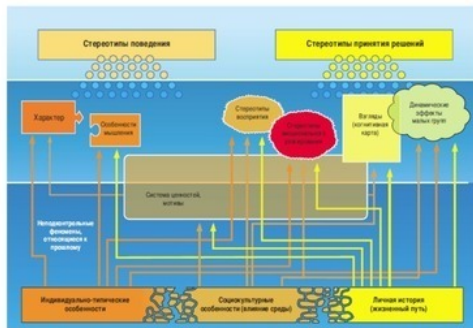 Стереотипы поведения
Стереотипы принятия решений
Характер
Особенности
мышления
Стереотипы
восприятия
Стереотипы
Взгляды
(когнитивная
карта)
Динамические
эффекты
малых групп
Система ценностей,
мотивы
Неподконтрольные
феномены,
относящиеся к
прошлому
Индивидуально-типические
особенности
Социокультурные
особенности (влияние среды)
Личная история
(жизненный путь)